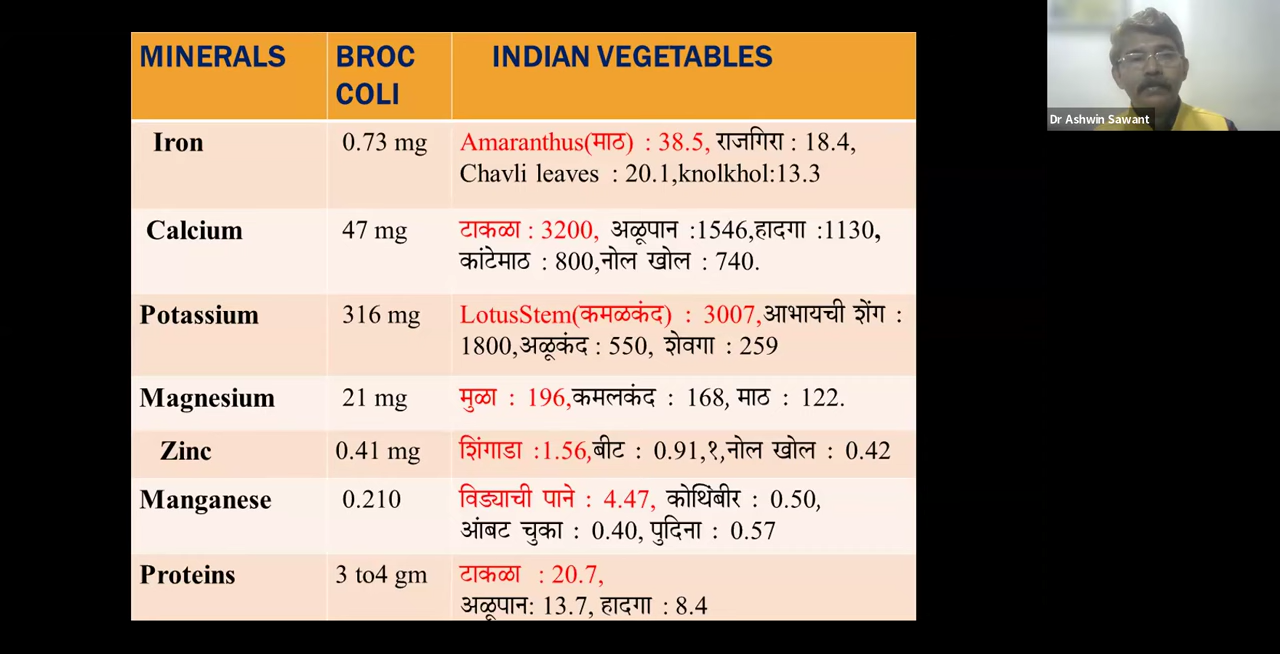 MINERALS BROC COLI INDIAN VEGETABLES
Iron 0.73 mg Amaranthus(माठ) : 38.5, राजगिरा : 18.4,
Chavli leaves : 20.1,knolkhol:13.3
Calcium 47 mg टाकळा : 3200, अळूपान :1546,हादगा :1130,
कांटेमाठ : 800,नोल खोल : 740.
Potassium 316 mg LotusStem(कमळकंद) : 3007,आभायची शेंग :
1800,अळूकंद : 550, शेवगा : 259
Magnesium 21 mg मुळा : 196,कमलकंद : 168, माठ : 122.
Zinc 0.41 mg शिंगाडा :1.56,बीट : 0.91,१,नोल खोल : 0.42
Manganese 0.210 विड्याची पाने : 4.47, कोथिंबीर : 0.50,
आंबट चुका : 0.40, पुदिना : 0.57
Proteins 3 to4 gm टाकळा : 20.7,
अळूपान: 13.7, हादगा : 8.4
Dr Ashwin Sawant